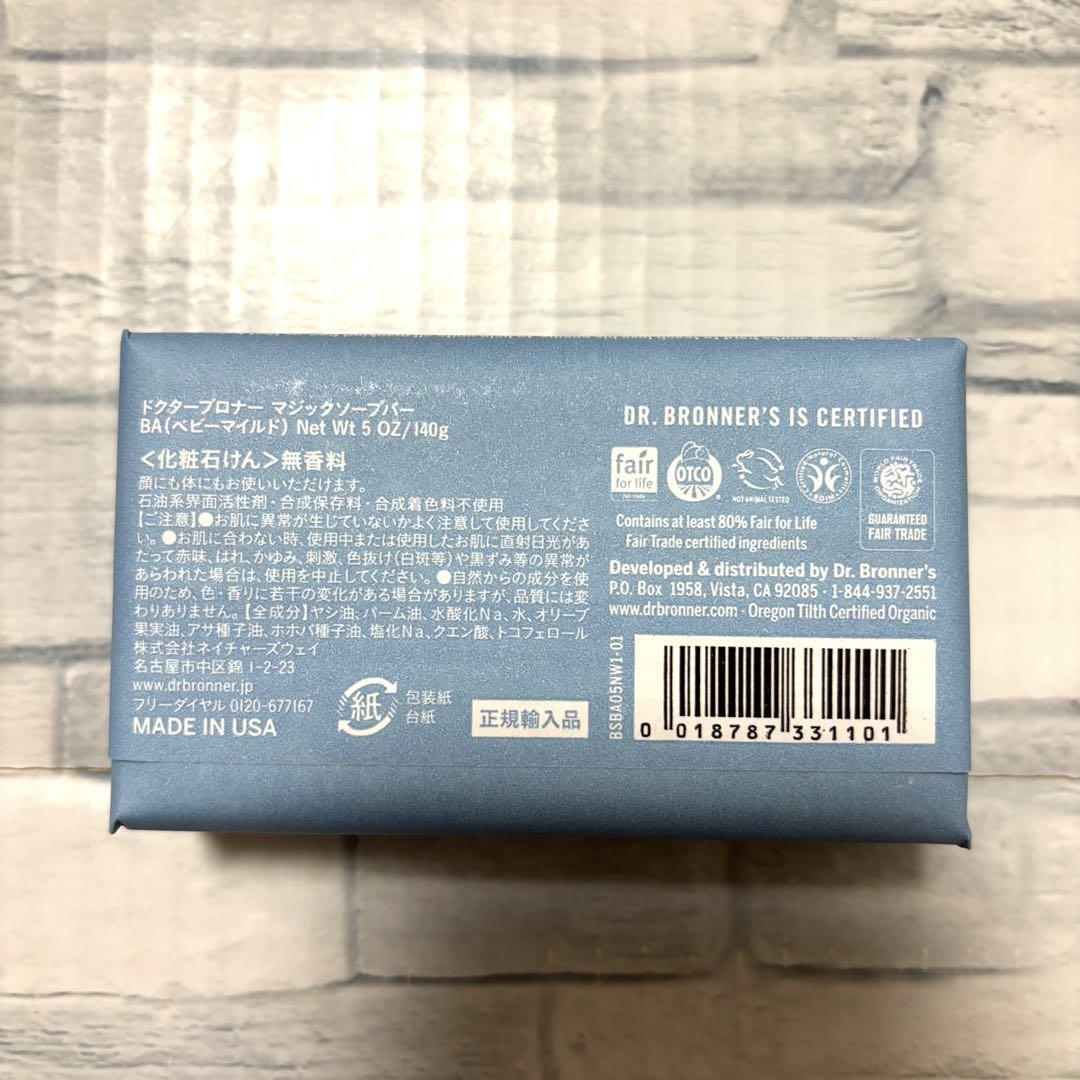 ドクターブロナー マジックソープバー
BA(ベビーマイルド) Net Wt 5 OZ/140g
<化粧石けん>無香料
顔にも体にもお使いいただけます。
石油系界面活性剤・合成保存料・合成着色料不使用
【ご注意】●お肌に異常が生じていないかよく注意して使用してくださ
い。●お肌に合わない時、使用中または使用したお肌に直射日光があ
たって赤味、はれ、かゆみ、刺激、色抜け(白斑等)や黒ずみ等の異常が
あらわれた場合は、使用を中止してください。●自然からの成分を使
用のため、色・香りに若干の変化がある場合がありますが、品質には変
わりありません。【全成分】ヤシ油、パーム油、水酸化Na、水、オリーブ
果実油、アサ種子油、ホホバ種子油、塩化Na、クエン酸、トコフェロール
株式会社ネイチャーズウェイ
名古屋市中区錦 1-2-23
www.drbronner.jp
フリーダイヤル 0120-677167
MADE IN USA
紙
包装紙
台紙
正規輸入品
DR. BRONNER'S IS CERTIFIED
fair
for life
fair-trade
OTCO
NOT ANIMAL TESTED
WORLD FAIR TRADE
ORGANIZATION
GUARANTEED
FAIR TRADE
Contains at least 80% Fair for Life
Fair Trade certified ingredients
Developed & distributed by Dr. Bronner's
P.O. Box 1958, Vista, CA 92085 · 1-844-937-2551
www.drbronner.com · Oregon Tilth Certified Organic
BSBA05NW1-01
0 018787 331101